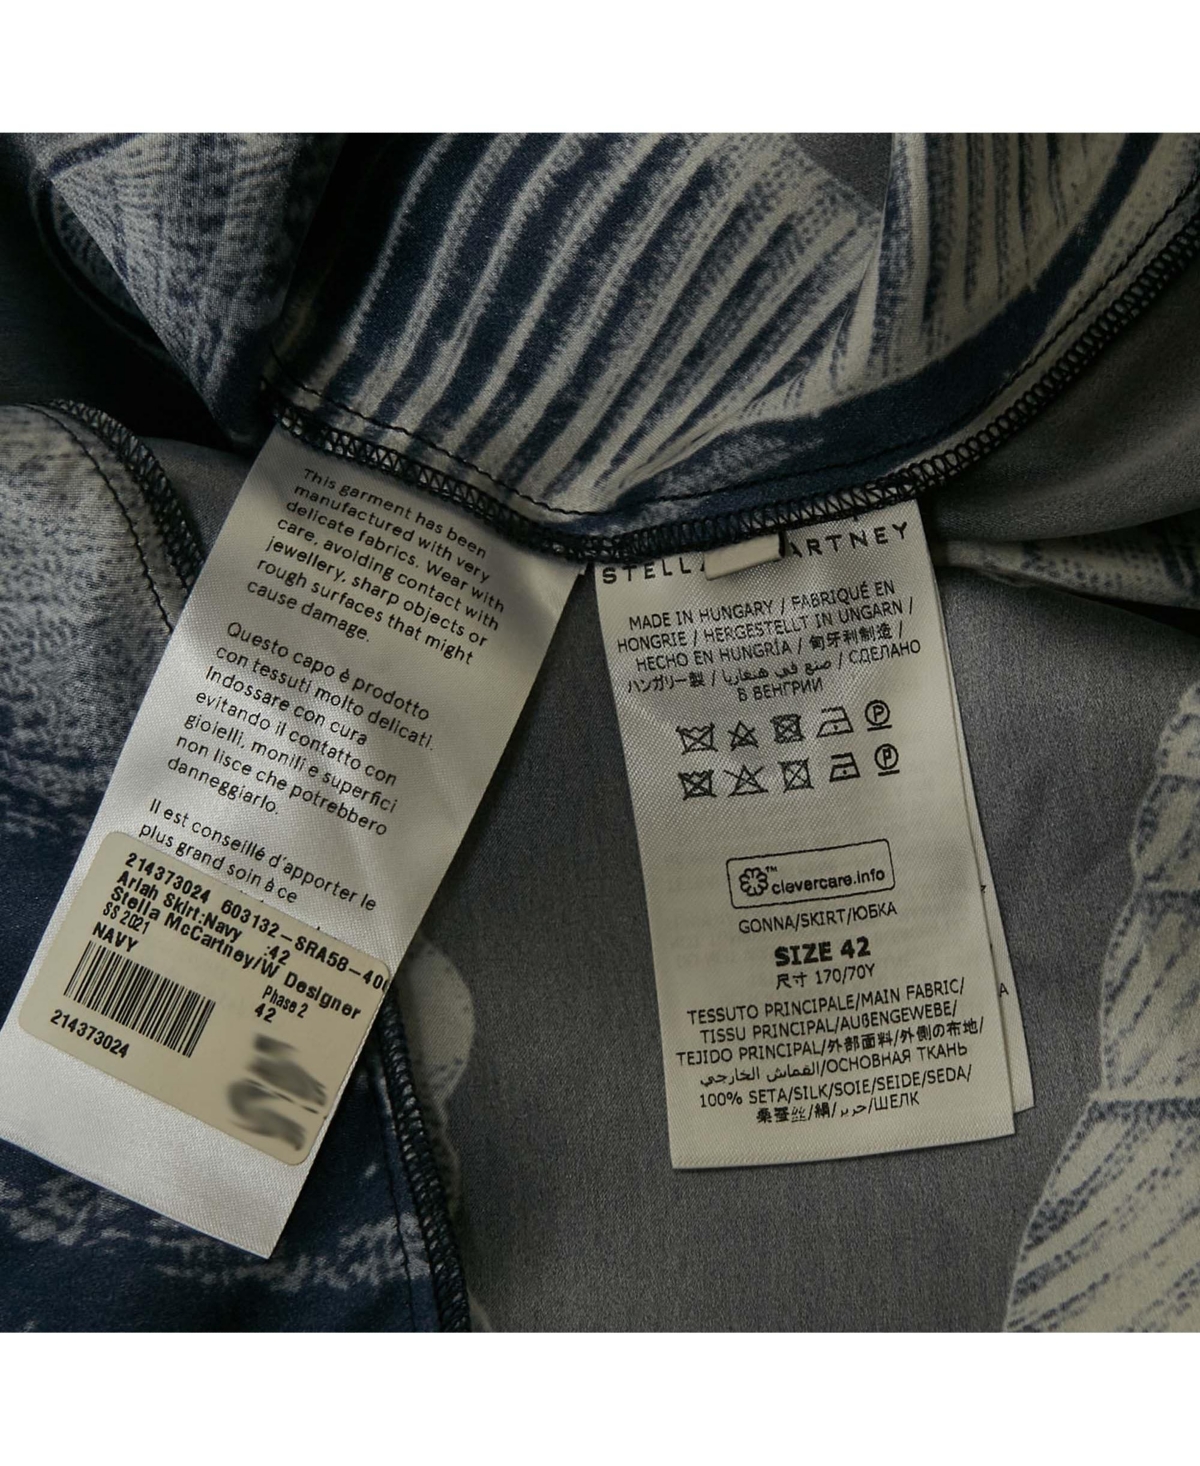 This garment has been
manufactured with very
delicate fabrics. Wear with
care, avoiding contact with
jewellery, sharp objects or
rough surfaces that might
cause damage.
Questo capo è prodotto
con tessuti molto delicati.
Indossare con cura
evitando il contatto con
gioielli, monili e superfici
non lisce che potrebbero
danneggiarlo.
Il est conseillé d'apporter le
plus grand soin à ce
214373024 603132-SRA58-40
Ariah Skirt:Navy :42
Stella McCartney/W Designer
SS 2021 Phase 2
NAVY 42
214373024
STELLA ARTNEY
MADE IN HUNGARY / FABRIQUÉ EN
HONGRIE / HERGESTELLT IN UNGARN /
HECHO EN HUNGRÍA / 匈牙利制造 /
ハンガリー製 / صنع في هنغاريا / СДЕЛАНО
В ВЕНГРИИ
P
P
™
clevercare.info
GONNA/SKIRT/ЮБКА
SIZE 42
尺寸 170/70Y
TESSUTO PRINCIPALE/MAIN FABRIC/
TISSU PRINCIPAL/AUßENGEWEBE/
TEJIDO PRINCIPAL/外部面料/外側の布地/
القماش الخارجي/ОСНОВНАЯ ТКАНЬ
100% SETA/SILK/SOIE/SEIDE/SEDA/
桑蚕丝/絹/حرير/ШЕЛК
A